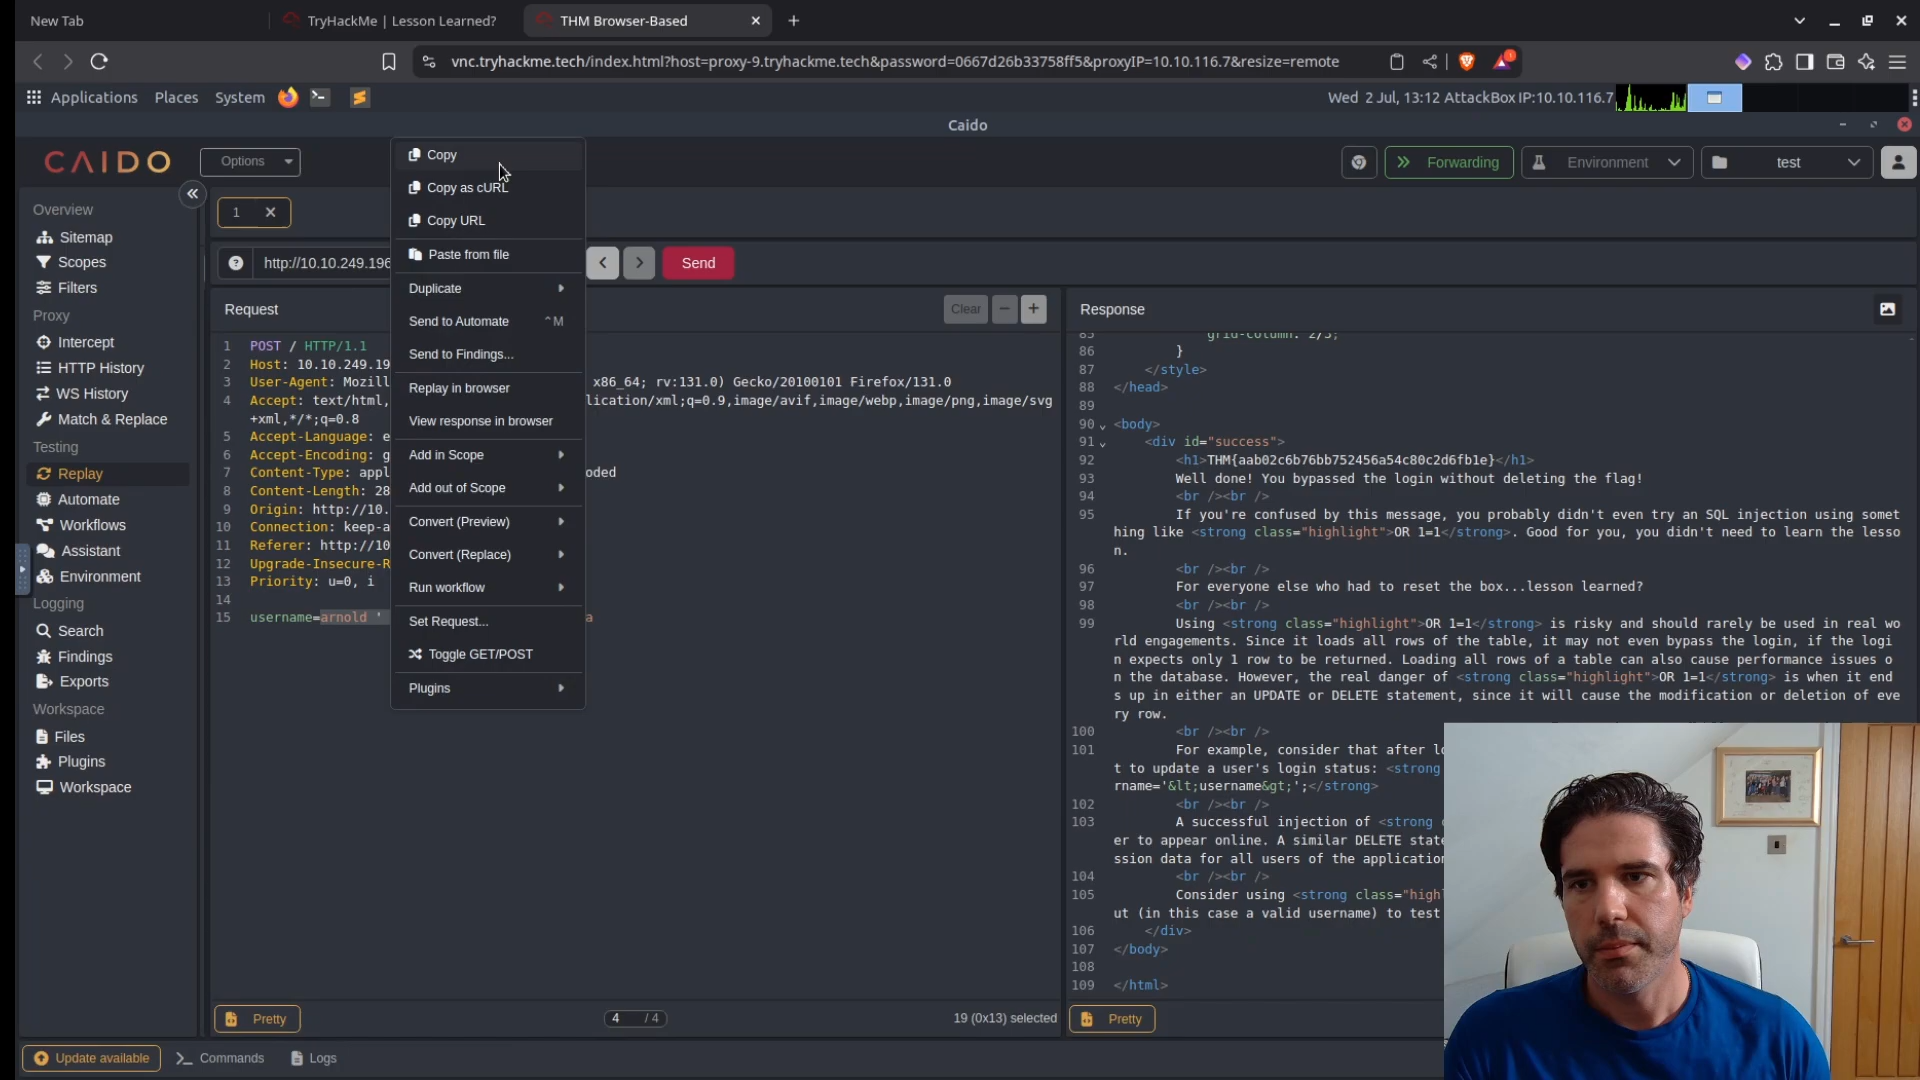 New Tab
TryHackMe | Lesson Learned?
THM Browser-Based
vnc.tryhackme.tech/index.html?host=proxy-9.tryhackme.tech&password=0667d26b33758ff5&proxyIP=10.10.116.7&resize=remote
Applications Places System
Wed 2 Jul, 13:12 AttackBox IP:10.10.116.7
Caido
CAIDO
Options
Forwarding
Environment
test
Overview
Sitemap
Scopes
Filters
Proxy
Intercept
HTTP History
WS History
Match & Replace
Testing
Replay
Automate
Workflows
Assistant
Environment
Logging
Search
Findings
Exports
Workspace
Files
Plugins
Workspace
1
http://10.10.249.196
Send
Copy
Copy as cURL
Copy URL
Paste from file
Duplicate
Send to Automate ^M
Send to Findings...
Replay in browser
View response in browser
Add in Scope
Add out of Scope
Convert (Preview)
Convert (Replace)
Run workflow
Set Request...
Toggle GET/POST
Plugins
Request
Clear
1 POST / HTTP/1.1
2 Host: 10.10.249.19
3 User-Agent: Mozill x86_64; rv:131.0) Gecko/20100101 Firefox/131.0
4 Accept: text/html, lication/xml;q=0.9,image/avif,image/webp,image/png,image/svg
+xml,*/*;q=0.8
5 Accept-Language: e
6 Accept-Encoding: g
7 Content-Type: appl oded
8 Content-Length: 28
9 Origin: http://10.
10 Connection: keep-a
11 Referer: http://10
12 Upgrade-Insecure-R
13 Priority: u=0, i
14
15 username=arnold ' a
Pretty
4 / 4
19 (0x13) selected
Response
85 grid-column: 2/3;
86 }
87 </style>
88 </head>
89
90 <body>
91 <div id="success">
92 <h1>THM{aab02c6b76bb752456a54c80c2d6fb1e}</h1>
93 Well done! You bypassed the login without deleting the flag!
94 <br /><br />
95 If you're confused by this message, you probably didn't even try an SQL injection using somet
hing like <strong class="highlight">OR 1=1</strong>. Good for you, you didn't need to learn the lesso
n.
96 <br /><br />
97 For everyone else who had to reset the box...lesson learned?
98 <br /><br />
99 Using <strong class="highlight">OR 1=1</strong> is risky and should rarely be used in real wo
rld engagements. Since it loads all rows of the table, it may not even bypass the login, if the logi
n expects only 1 row to be returned. Loading all rows of a table can also cause performance issues o
n the database. However, the real danger of <strong class="highlight">OR 1=1</strong> is when it end
s up in either an UPDATE or DELETE statement, since it will cause the modification or deletion of eve
ry row.
100 <br /><br />
101 For example, consider that after lo
t to update a user's login status: <strong
rname='&lt;username&gt;';</strong>
102 <br /><br />
103 A successful injection of <strong c
er to appear online. A similar DELETE state
ssion data for all users of the application
104 <br /><br />
105 Consider using <strong class="highl
ut (in this case a valid username) to test
106 </div>
107 </body>
108
109 </html>
Pretty
Update available
Commands
Logs